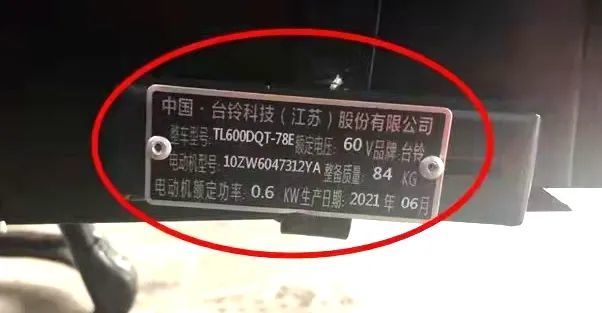 中国·台铃科技（江苏）股份有限公司
整车型号: TL600DQT-78E 额定电压: 60 V 品牌: 台铃
电动机型号: 10ZW6047312YA 整备质量: 84 KG
电动机额定功率: 0.6 KW 生产日期: 2021 年 06 月